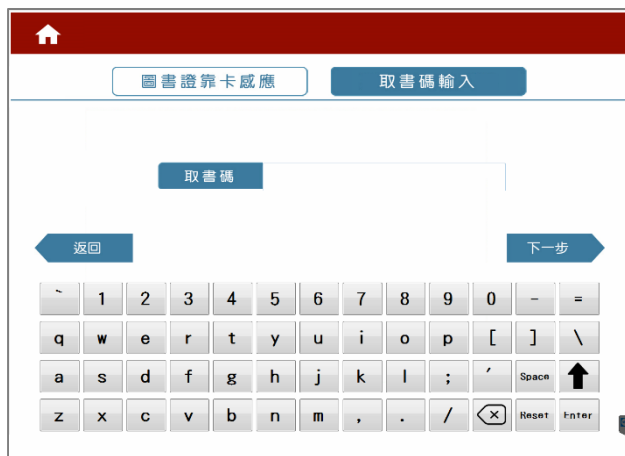 圖書證靠卡感應 取書碼輸入
取書碼
返回 下一步
~ 1 2 3 4 5 6 7 8 9 0 - =
q w e r t y u i o p [ ] \
a s d f g h j k l ; ′ Space
z x c v b n m , . / Reset Enter